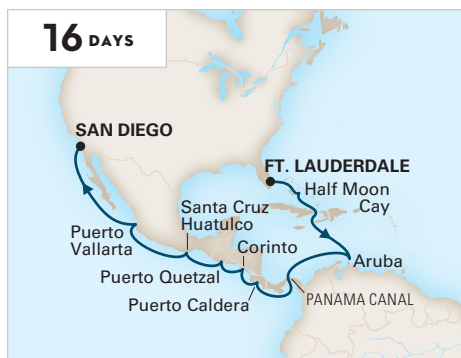 16 DAYS
SAN DIEGO
FT. LAUDERDALE
Half Moon
Cay
Santa Cruz
Huatulco
Puerto
Vallarta
Corinto
Aruba
Puerto Quetzal
Puerto Caldera
PANAMA CANAL